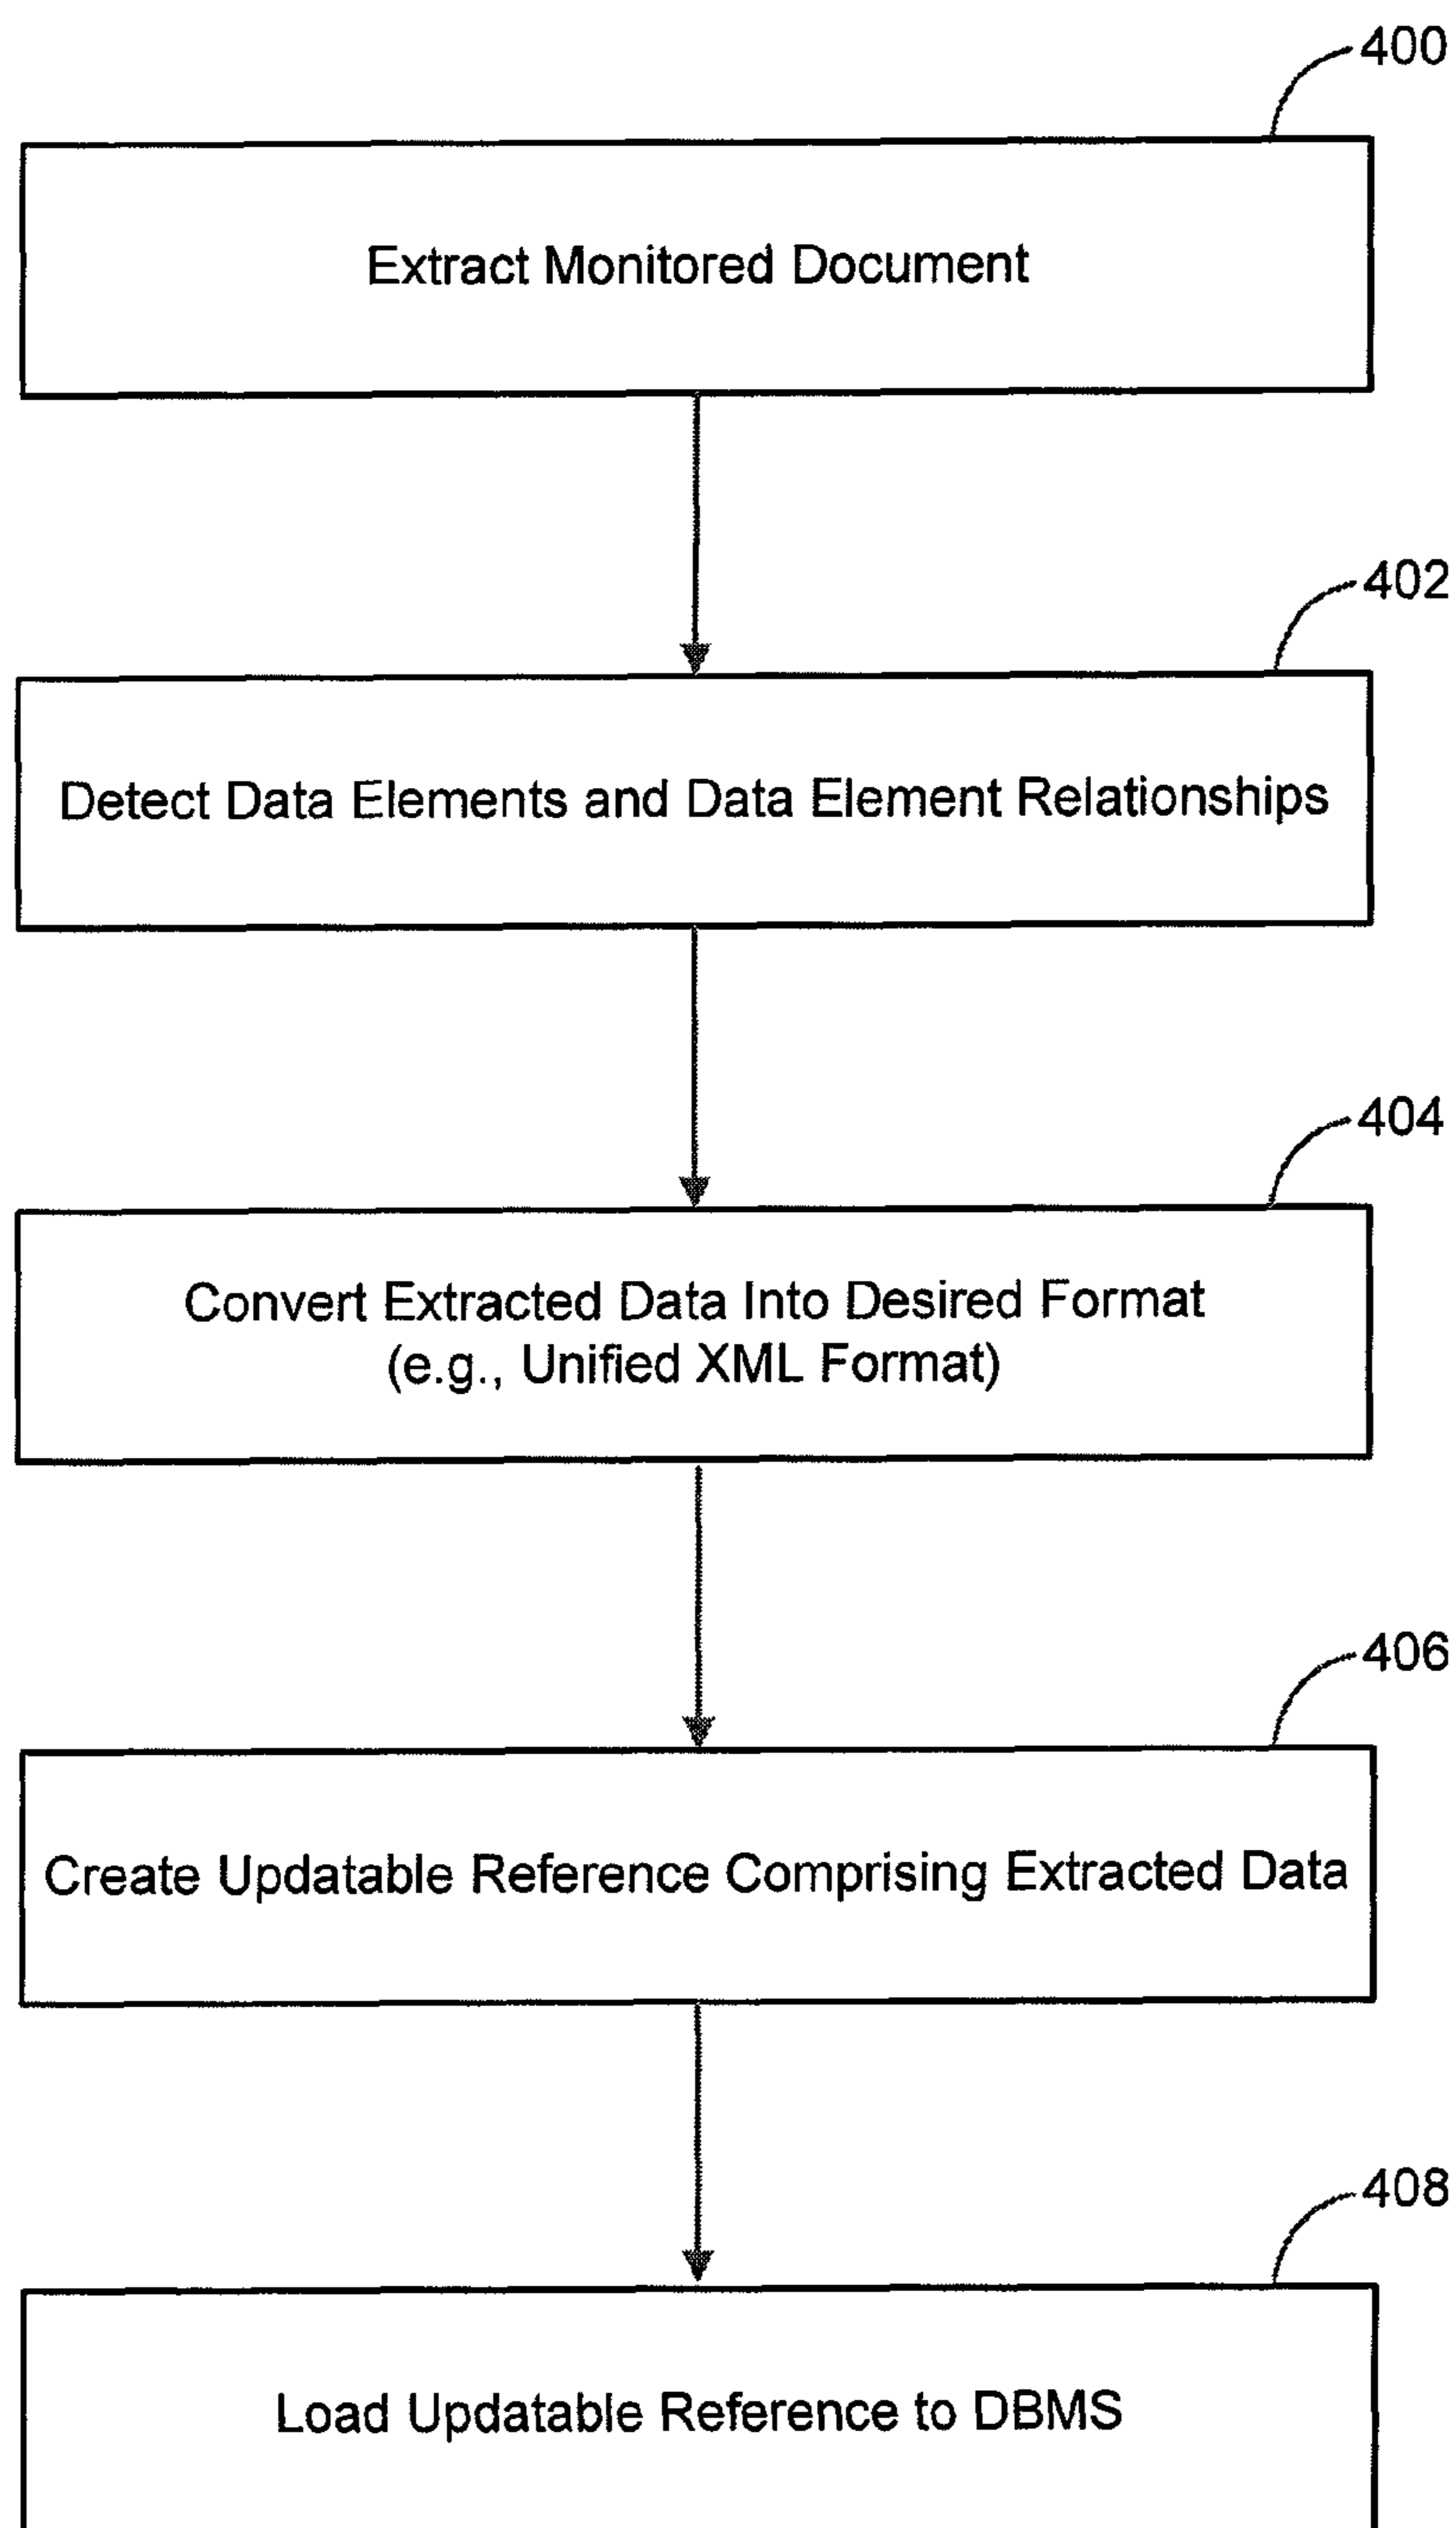 400
Extract Monitored Document
402
Detect Data Elements and Data Element Relationships
404
Convert Extracted Data Into Desired Format
(e.g., Unified XML Format)
406
Create Updatable Reference Comprising Extracted Data
408
Load Updatable Reference to DBMS